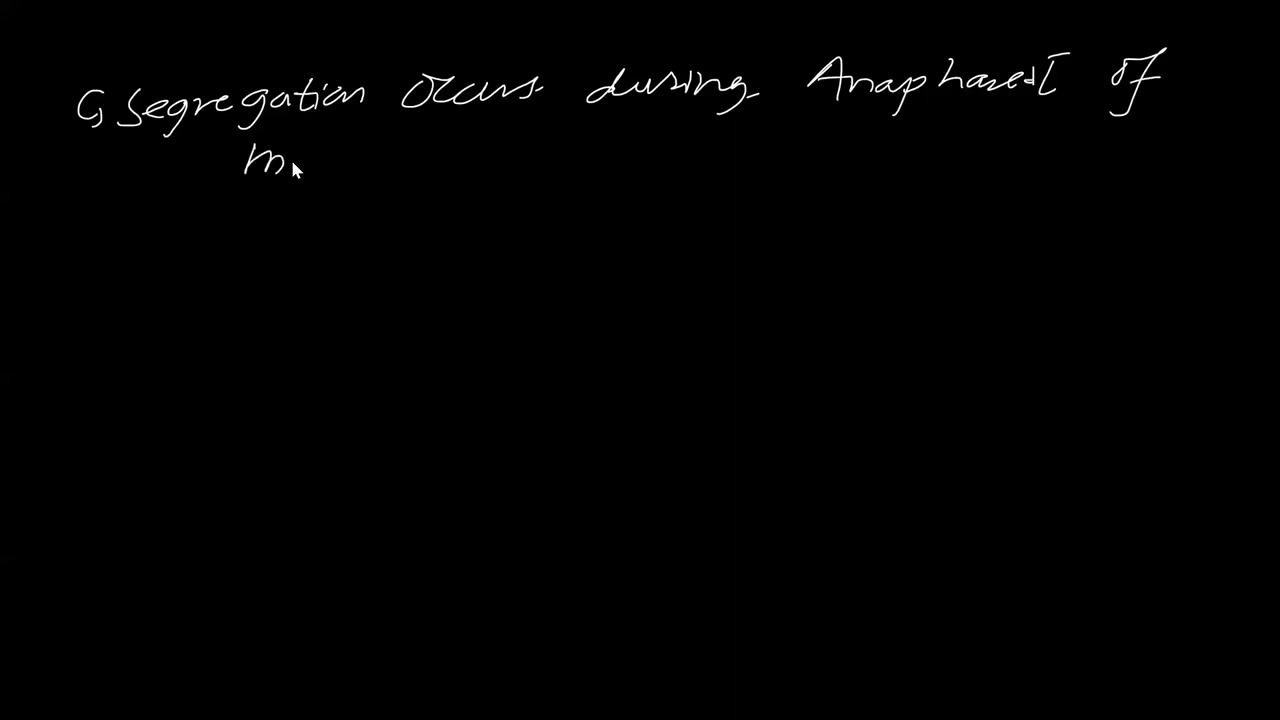 ↳ Segregation occurs during Anaphase-I of
m